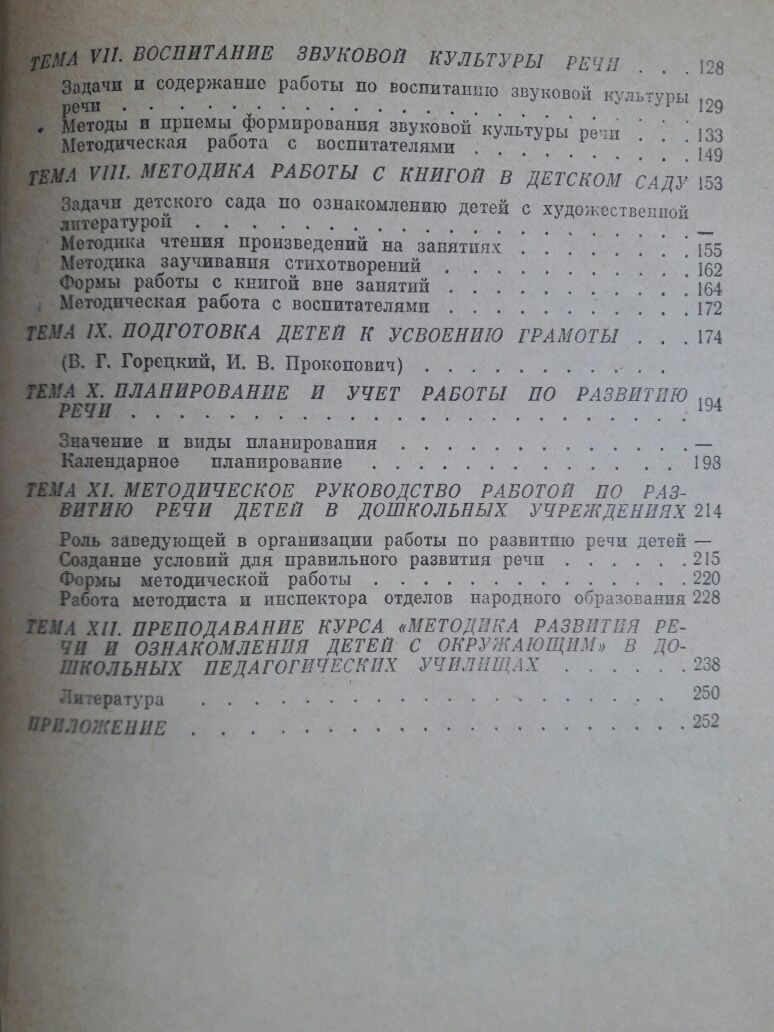 ТЕМА VII. ВОСПИТАНИЕ ЗВУКОВОЙ КУЛЬТУРЫ РЕЧИ . . . 128
Задачи и содержание работы по воспитанию звуковой культуры
речи . . . . . . . . . . . . . . . . . . . 129
Методы и приемы формирования звуковой культуры речи . . . 133
Методическая работа с воспитателями . . . . . . . . 149
ТЕМА VIII. МЕТОДИКА РАБОТЫ С КНИГОЙ В ДЕТСКОМ САДУ 153
Задачи детского сада по ознакомлению детей с художественной
литературой . . . . . . . . . . . . . . . . . —
Методика чтения произведений на занятиях . . . . . . . 155
Методика заучивания стихотворений . . . . . . . . . 162
Формы работы с книгой вне занятий . . . . . . . . . 164
Методическая работа с воспитателями . . . . . . . . . 172
ТЕМА IX. ПОДГОТОВКА ДЕТЕЙ К УСВОЕНИЮ ГРАМОТЫ . . . 174
(В. Г. Горецкий, И. В. Прокопович) . . . . . . . . . .
ТЕМА X. ПЛАНИРОВАНИЕ И УЧЕТ РАБОТЫ ПО РАЗВИТИЮ
РЕЧИ . . . . . . . . . . . . . . . . . . . . 194
Значение и виды планирования . . . . . . . . . . . —
Календарное планирование . . . . . . . . . . . . 198
ТЕМА XI. МЕТОДИЧЕСКОЕ РУКОВОДСТВО РАБОТОЙ ПО РАЗ-
ВИТИЮ РЕЧИ ДЕТЕЙ В ДОШКОЛЬНЫХ УЧРЕЖДЕНИЯХ 214
Роль заведующей в организации работы по развитию речи детей —
Создание условий для правильного развития речи . . . . . . 215
Формы методической работы . . . . . . . . . . . . 220
Работа методиста и инспектора отделов народного образования 228
ТЕМА XII. ПРЕПОДАВАНИЕ КУРСА «МЕТОДИКА РАЗВИТИЯ РЕ-
ЧИ И ОЗНАКОМЛЕНИЯ ДЕТЕЙ С ОКРУЖАЮЩИМ» В ДО-
ШКОЛЬНЫХ ПЕДАГОГИЧЕСКИХ УЧИЛИЩАХ . . . . . . 238
Литература . . . . . . . . . . . . . . . . . 250
ПРИЛОЖЕНИЕ . . . . . . . . . . . . . . . . . 252